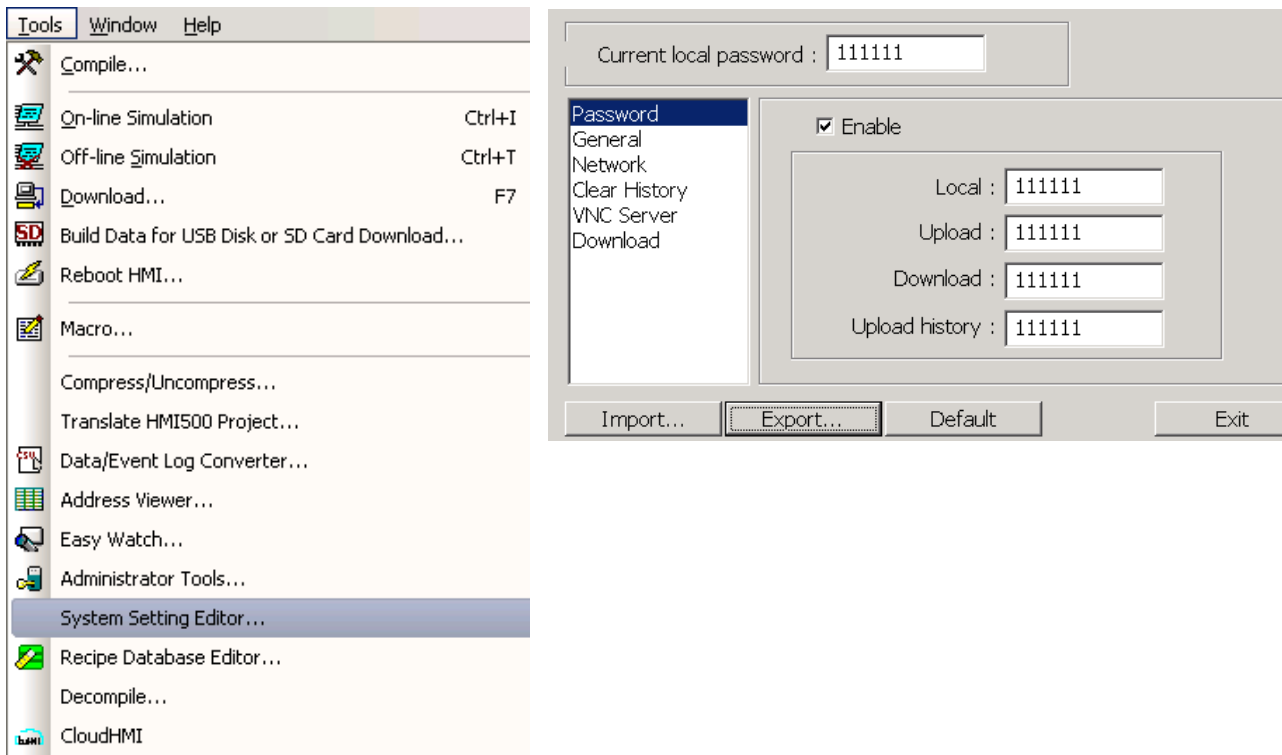 Tools Window Help
Compile...
On-line Simulation Ctrl+I
Off-line Simulation Ctrl+T
Download... F7
SD Build Data for USB Disk or SD Card Download...
Reboot HMI...
Macro...
Compress/Uncompress...
Translate HMI500 Project...
Data/Event Log Converter...
Address Viewer...
Easy Watch...
Administrator Tools...
System Setting Editor...
Recipe Database Editor...
Decompile...
CloudHMI
Current local password : 111111
Password
General
Network
Clear History
VNC Server
Download
Enable
Local : 111111
Upload : 111111
Download : 111111
Upload history : 111111
Import... Export... Default Exit